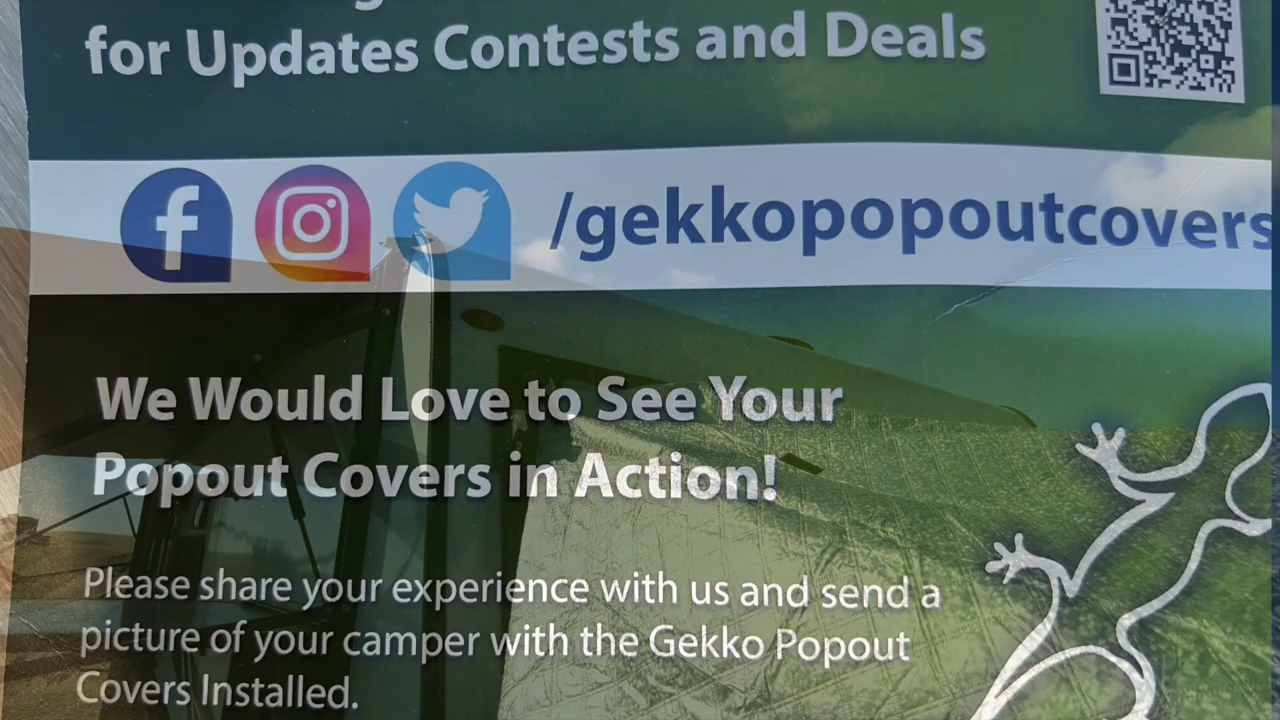 for Updates Contests and Deals
/gekkopopoutcovers
We Would Love to See Your
Popout Covers in Action!
Please share your experience with us and send a
picture of your camper with the Gekko Popout
Covers Installed.